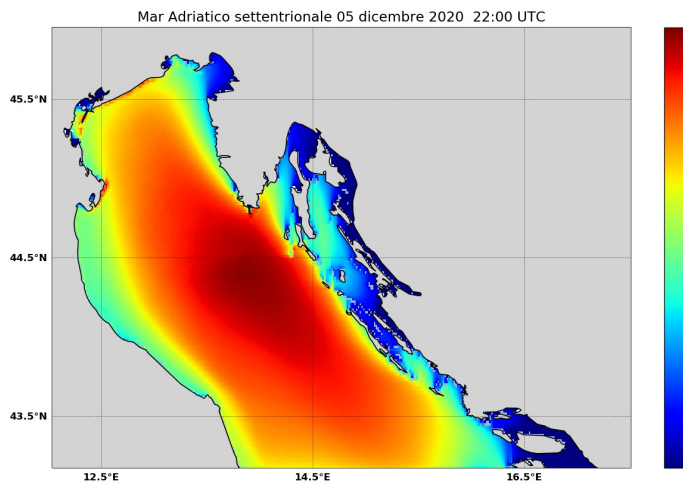 Mar Adriatico settentrionale 05 dicembre 2020  22:00 UTC
45.5°N
44.5°N
43.5°N
12.5°E
14.5°E
16.5°E